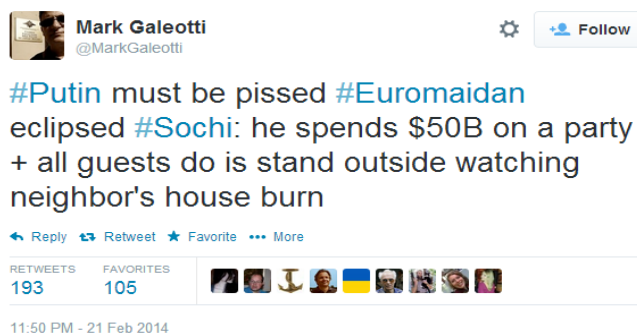 Mark Galeotti
@MarkGaleotti
Follow
#Putin must be pissed #Euromaidan
eclipsed #Sochi: he spends $50B on a party
+ all guests do is stand outside watching
neighbor's house burn
Reply Retweet Favorite ••• More
RETWEETS FAVORITES
193 105
11:50 PM - 21 Feb 2014